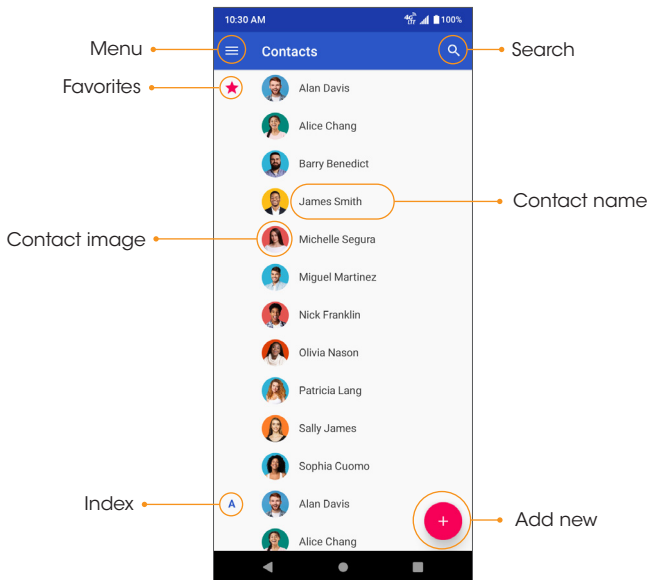 10:30 AM 4G LTE 100%
Menu Contacts Search
Favorites Alan Davis
Alice Chang
Barry Benedict
James Smith Contact name
Contact image Michelle Segura
Miguel Martinez
Nick Franklin
Olivia Nason
Patricia Lang
Sally James
Sophia Cuomo
Index A Alan Davis
+ Add new
Alice Chang